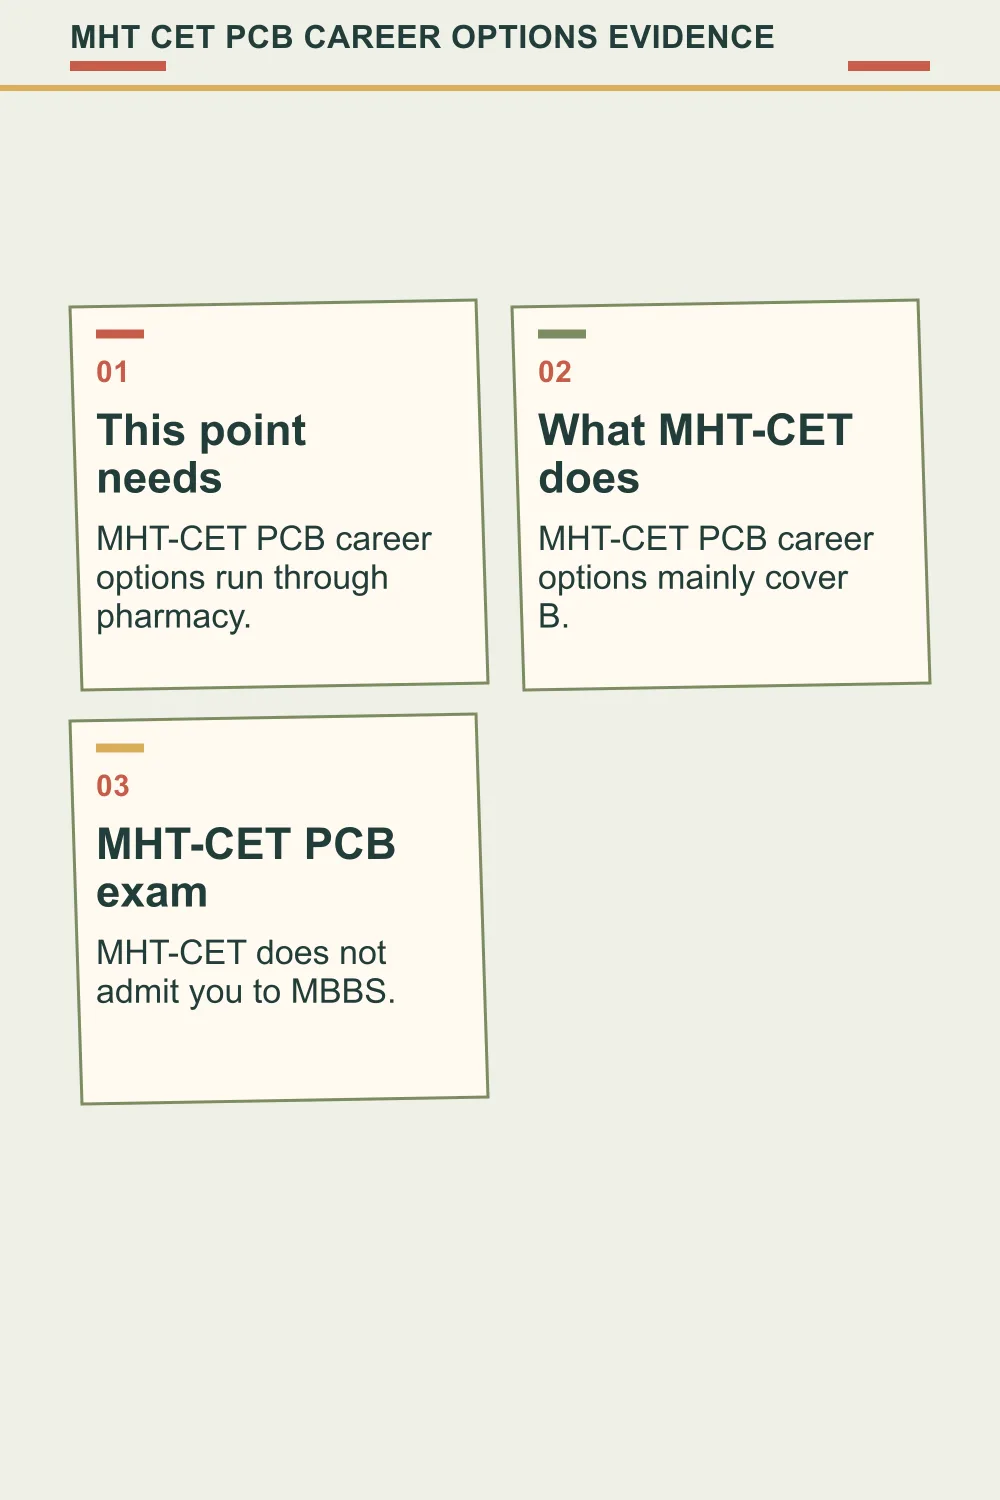 MHT CET PCB CAREER OPTIONS EVIDENCE
01
This point
needs
MHT-CET PCB career
options run through
pharmacy.
02
What MHT-CET
does
MHT-CET PCB career
options mainly cover
B.
03
MHT-CET PCB
exam
MHT-CET does not
admit you to MBBS.